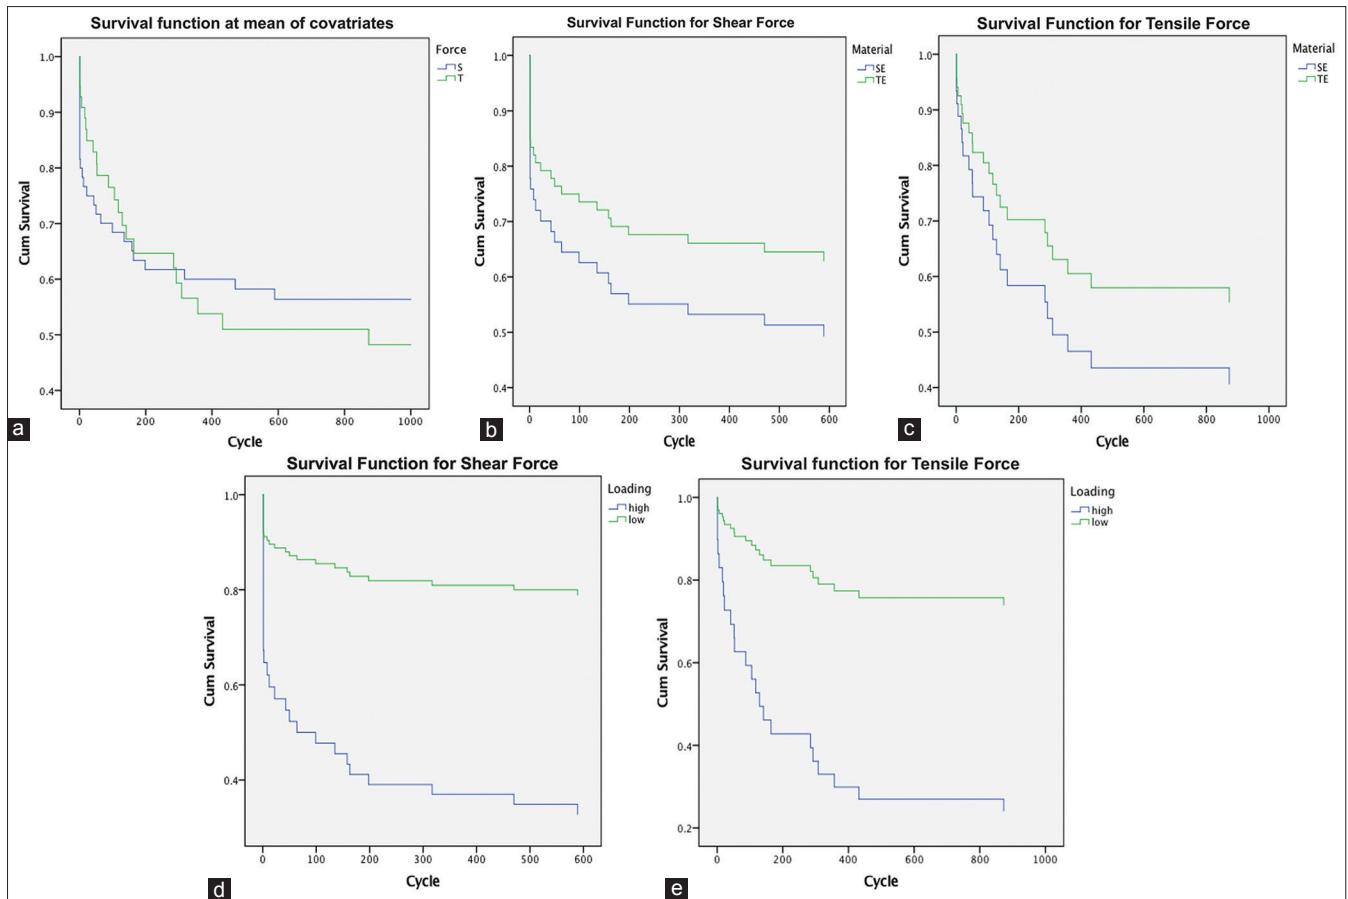 Survival function at mean of covatriates
Force
S
T
1.0
0.9
0.8
0.7
0.6
0.5
0.4
Cum Survival
0 200 400 600 800 1000
Cycle
a
Survival Function for Shear Force
Material
SE
TE
1.0
0.9
0.8
0.7
0.6
0.5
0.4
Cum Survival
0 100 200 300 400 500 600
Cycle
b
Survival Function for Tensile Force
Material
SE
TE
1.0
0.9
0.8
0.7
0.6
0.5
0.4
Cum Survival
0 200 400 600 800 1000
Cycle
c
Survival Function for Shear Force
Loading
high
low
1.0
0.8
0.6
0.4
Cum Survival
0 100 200 300 400 500 600
Cycle
d
Survival function for Tensile Force
Loading
high
low
1.0
0.8
0.6
0.4
0.2
Cum Survival
0 200 400 600 800 1000
Cycle
e